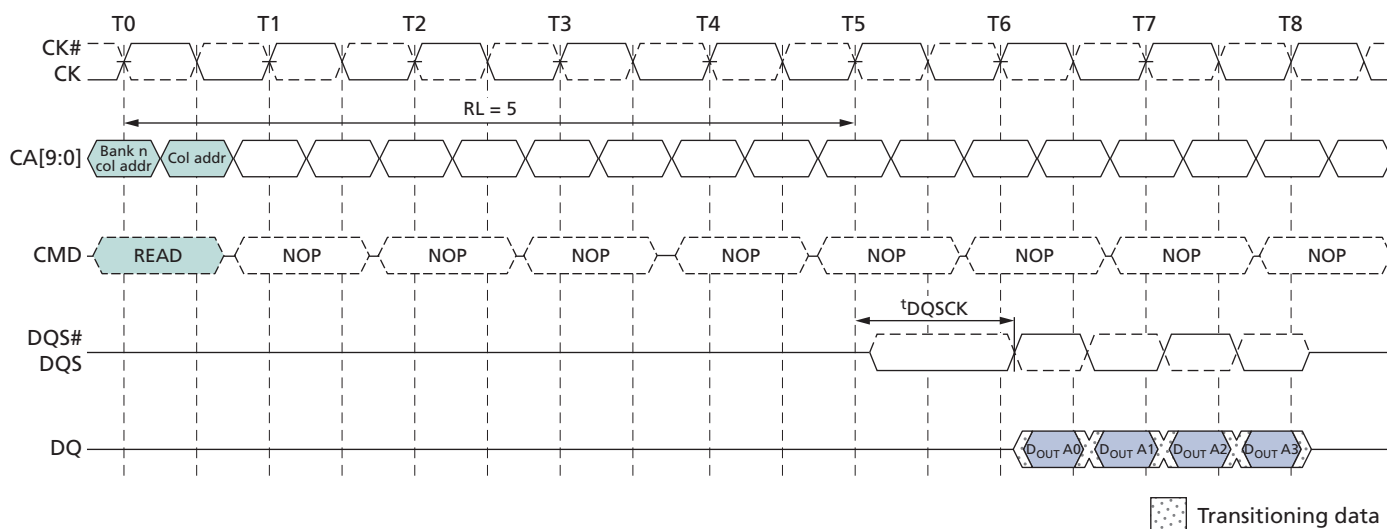 T0 T1 T2 T3 T4 T5 T6 T7 T8
CK#
CK
RL = 5
CA[9:0] Bank n col addr Col addr
CMD READ NOP NOP NOP NOP NOP NOP NOP NOP
tDQSCK
DQS#
DQS
DQ DOUT A0 DOUT A1 DOUT A2 DOUT A3
Transitioning data